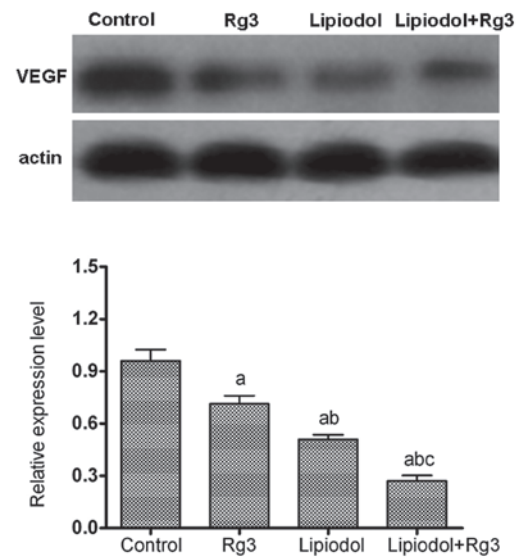 Control Rg3 Lipiodol Lipiodol+Rg3
VEGF
actin
Relative expression level
1.5
1.2
0.9
0.6
0.3
0.0
a
ab
abc
Control Rg3 Lipiodol Lipiodol+Rg3